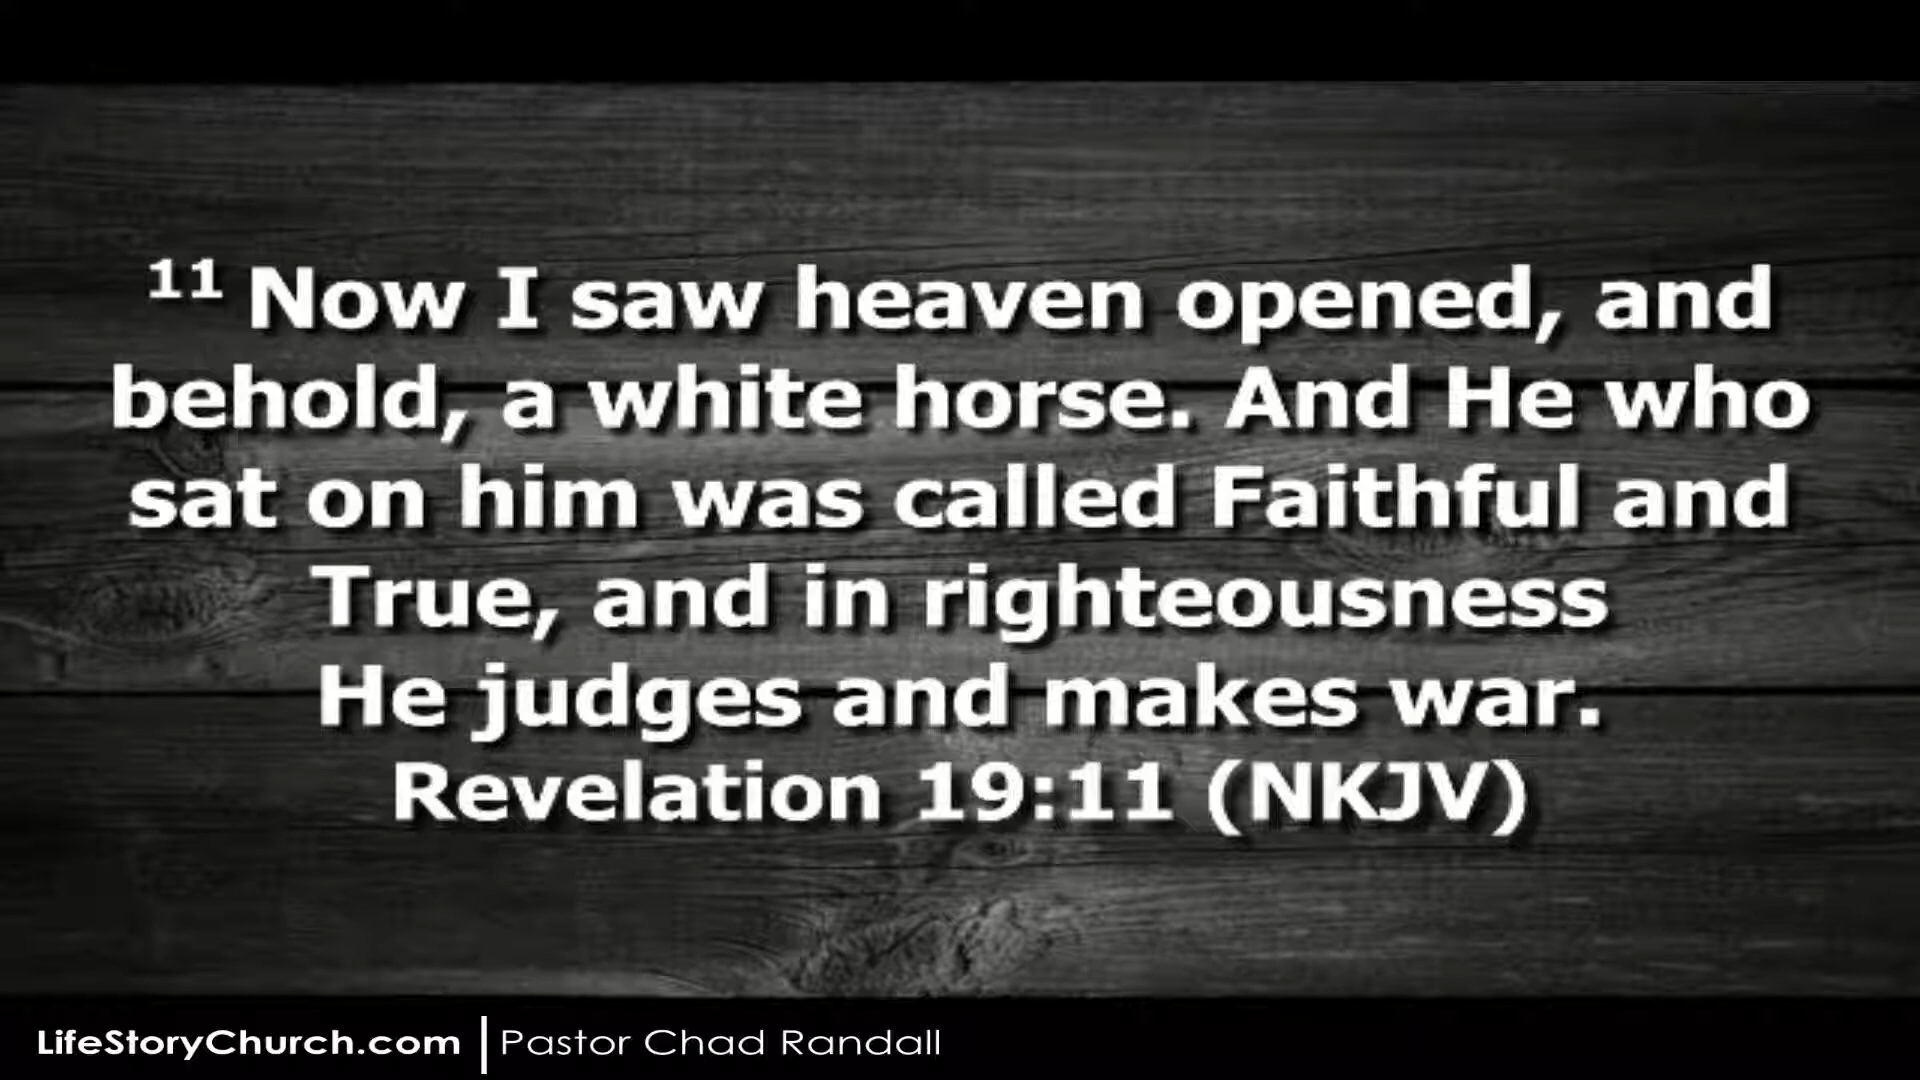 11 Now I saw heaven opened, and
behold, a white horse. And He who
sat on him was called Faithful and
True, and in righteousness
He judges and makes war.
Revelation 19:11 (NKJV)
LifeStoryChurch.com | Pastor Chad Randall